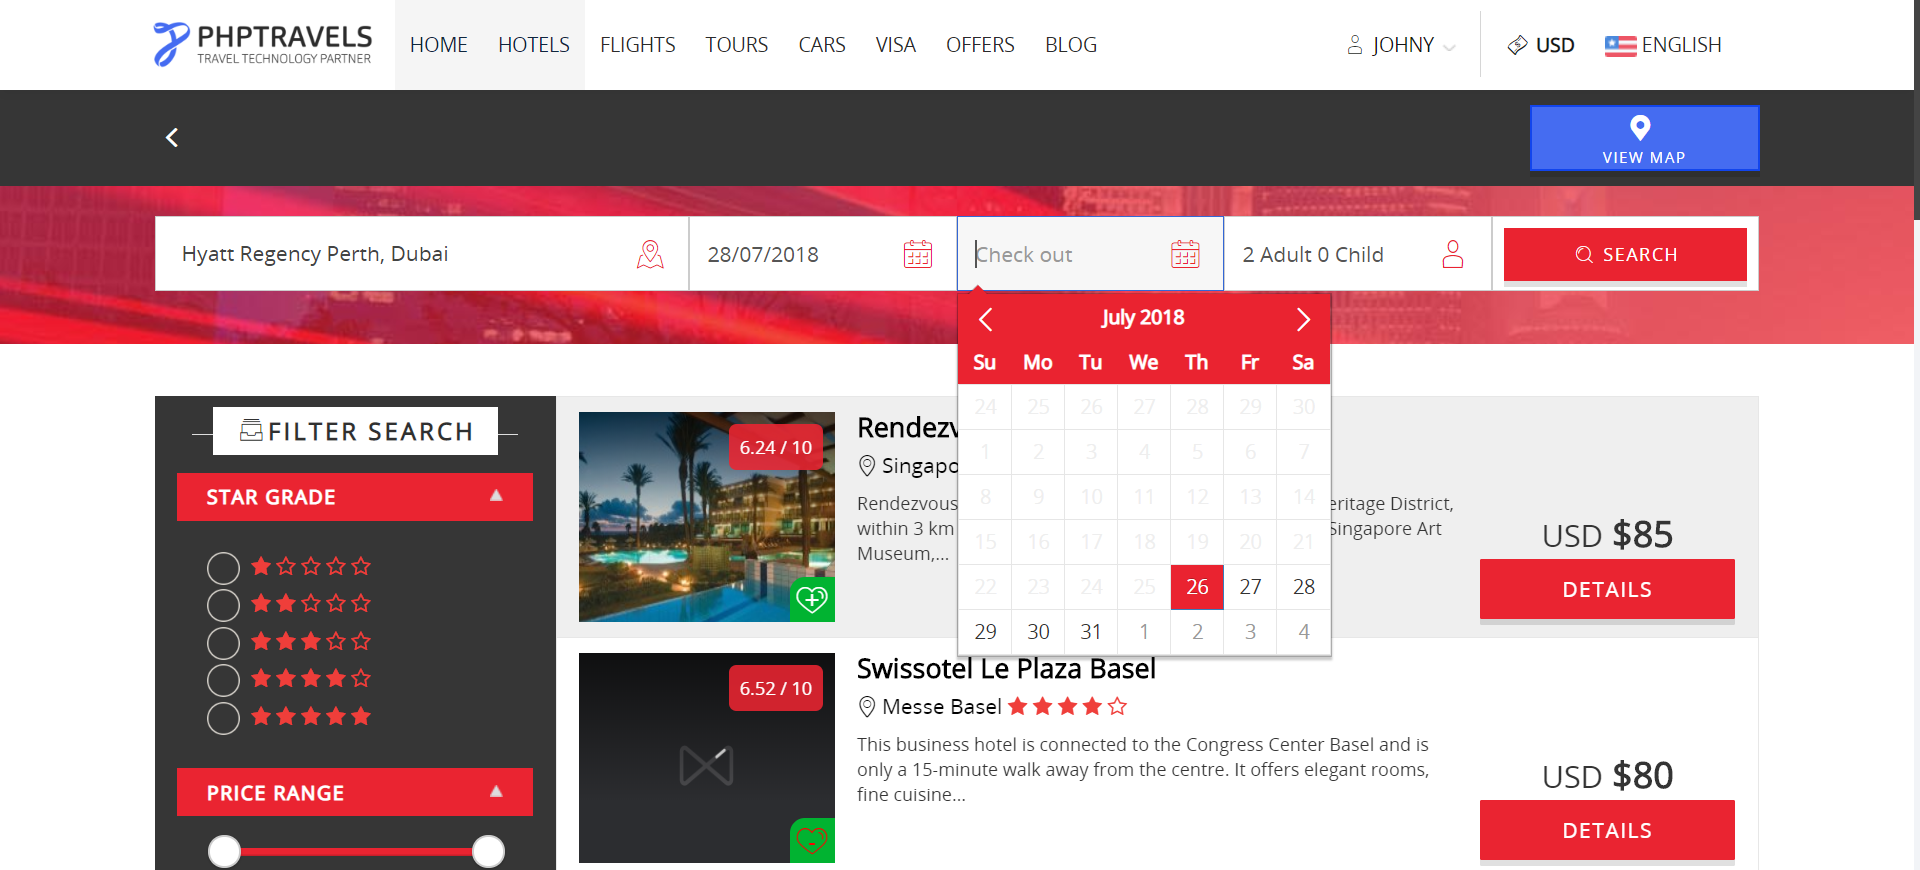 PHPTRAVELS
TRAVEL TECHNOLOGY PARTNER
HOME HOTELS FLIGHTS TOURS CARS VISA OFFERS BLOG
JOHNY USD ENGLISH
VIEW MAP
Hyatt Regency Perth, Dubai 28/07/2018 Check out 2 Adult 0 Child SEARCH
July 2018
Su Mo Tu We Th Fr Sa
24 25 26 27 28 29 30
1 2 3 4 5 6 7
8 9 10 11 12 13 14
15 16 17 18 19 20 21
22 23 24 25 26 27 28
29 30 31 1 2 3 4
FILTER SEARCH
STAR GRADE
PRICE RANGE
6.24 / 10
Rendezv
Singapo
Rendezvous eritage District,
within 3 km Singapore Art
Museum,...
USD $85
DETAILS
6.52 / 10
Swissotel Le Plaza Basel
Messe Basel
This business hotel is connected to the Congress Center Basel and is
only a 15-minute walk away from the centre. It offers elegant rooms,
fine cuisine...
USD $80
DETAILS